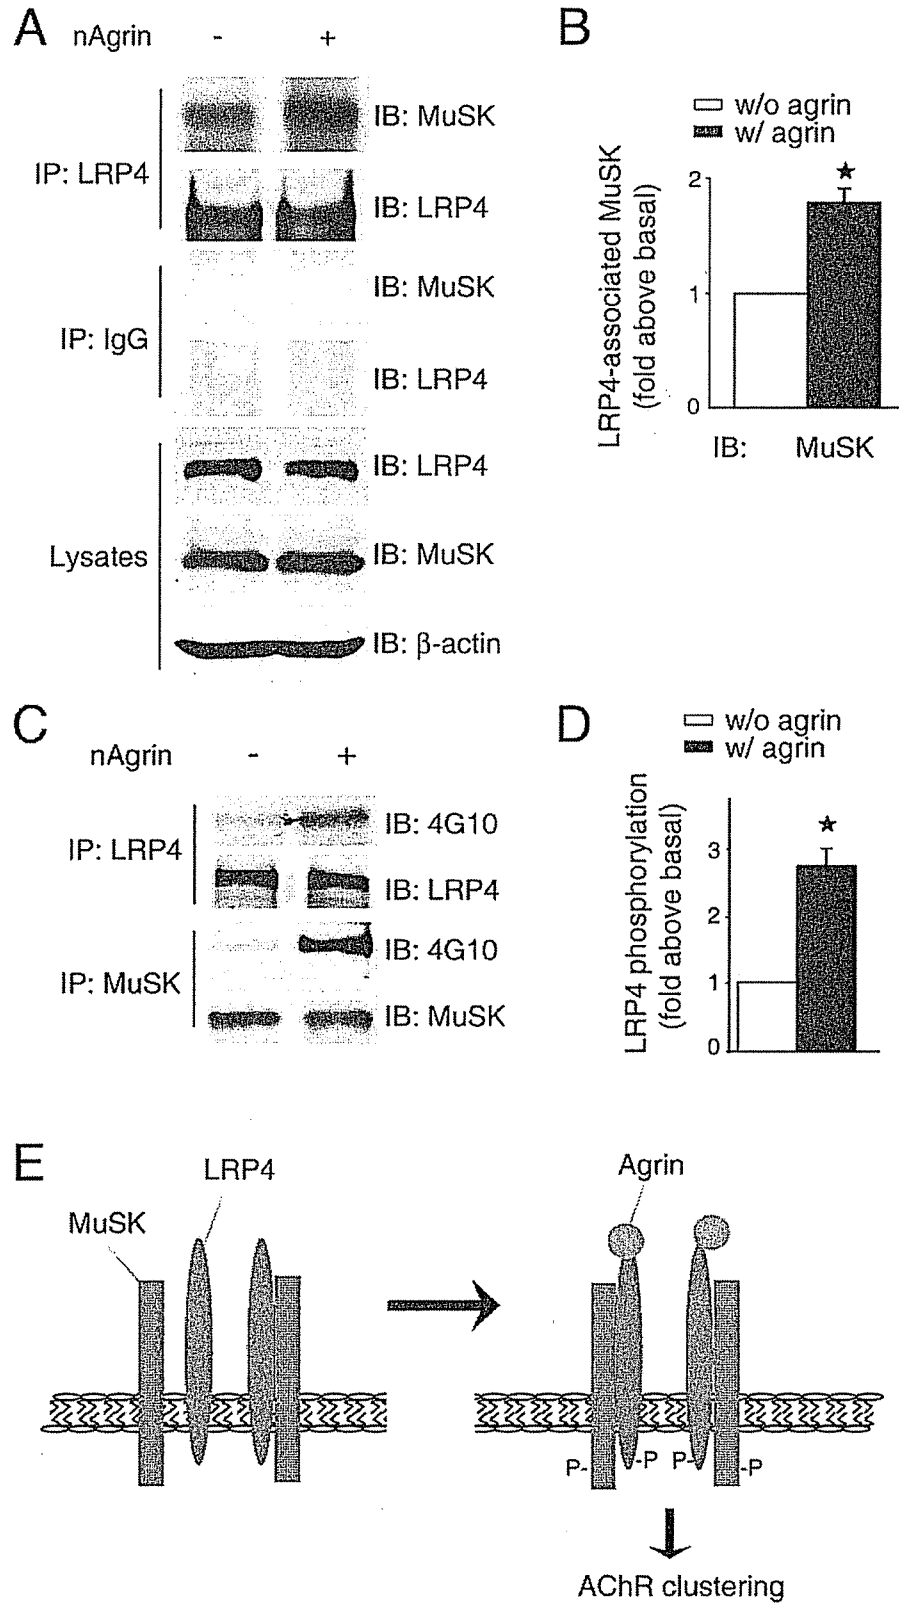 A
nAgrin - +
IP: LRP4
IB: MuSK
IB: LRP4
IP: IgG
IB: MuSK
IB: LRP4
Lysates
IB: LRP4
IB: MuSK
IB: β-actin
B
w/o agrin
w/ agrin
LRP4-associated MuSK
(fold above basal)
2
★
1
0
IB: MuSK
C
nAgrin - +
IP: LRP4
IB: 4G10
IB: LRP4
IP: MuSK
IB: 4G10
IB: MuSK
D
w/o agrin
w/ agrin
LRP4 phosphorylation
(fold above basal)
★
3
2
1
0
E
LRP4
MuSK
Agrin
P- -P P- -P
AChR clustering